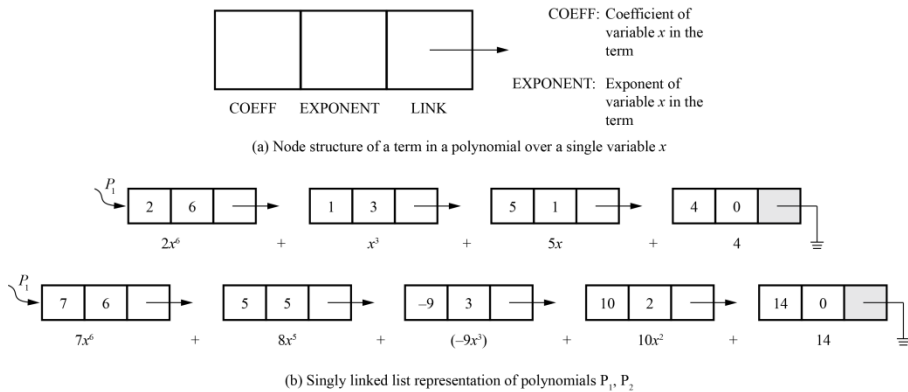 COEFF: Coefficient of
variable x in the
term
EXPONENT: Exponent of
variable x in the
term
COEFF EXPONENT LINK
(a) Node structure of a term in a polynomial over a single variable x
P₁
2 6 1 3 5 1 4 0
2x⁶ + x³ + 5x + 4
P₁
7 6 5 5 –9 3 10 2 14 0
7x⁶ + 8x⁵ + (–9x³) + 10x² + 14
(b) Singly linked list representation of polynomials P₁, P₂